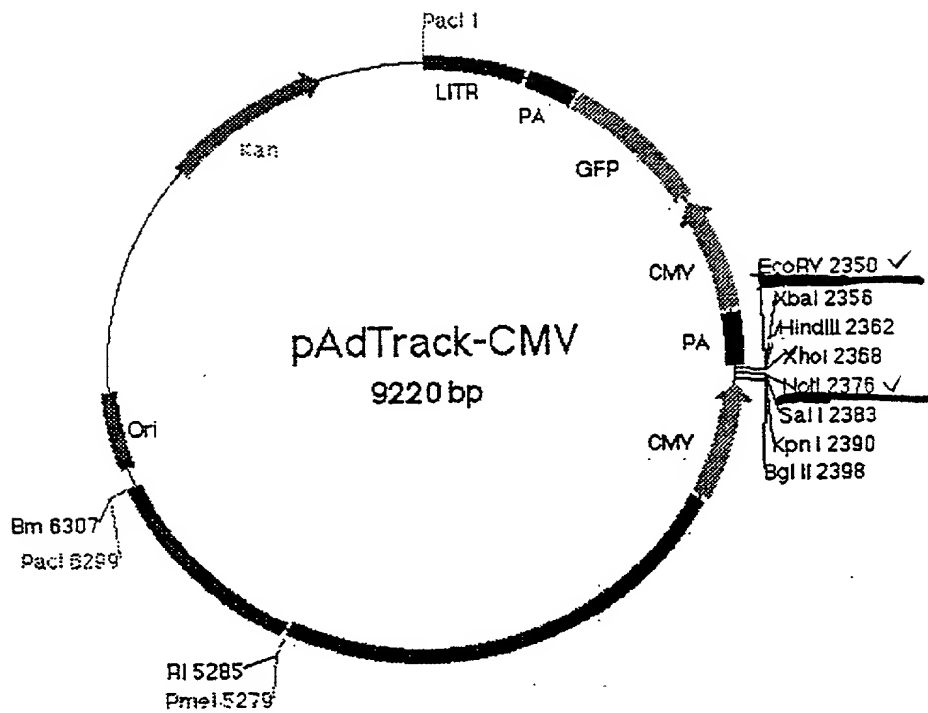 PacI 1
LITR
PA
GFP
Kan
CMV
EcoRV 2350 ✓
XbaI 2356
HindIII 2362
XhoI 2368
NotI 2376 ✓
SalI 2383
KpnI 2390
BglII 2398
PA
pAdTrack-CMV
9220 bp
CMV
Ori
Bm 6307
PacI 6299
RI 5285
PmeI 5279